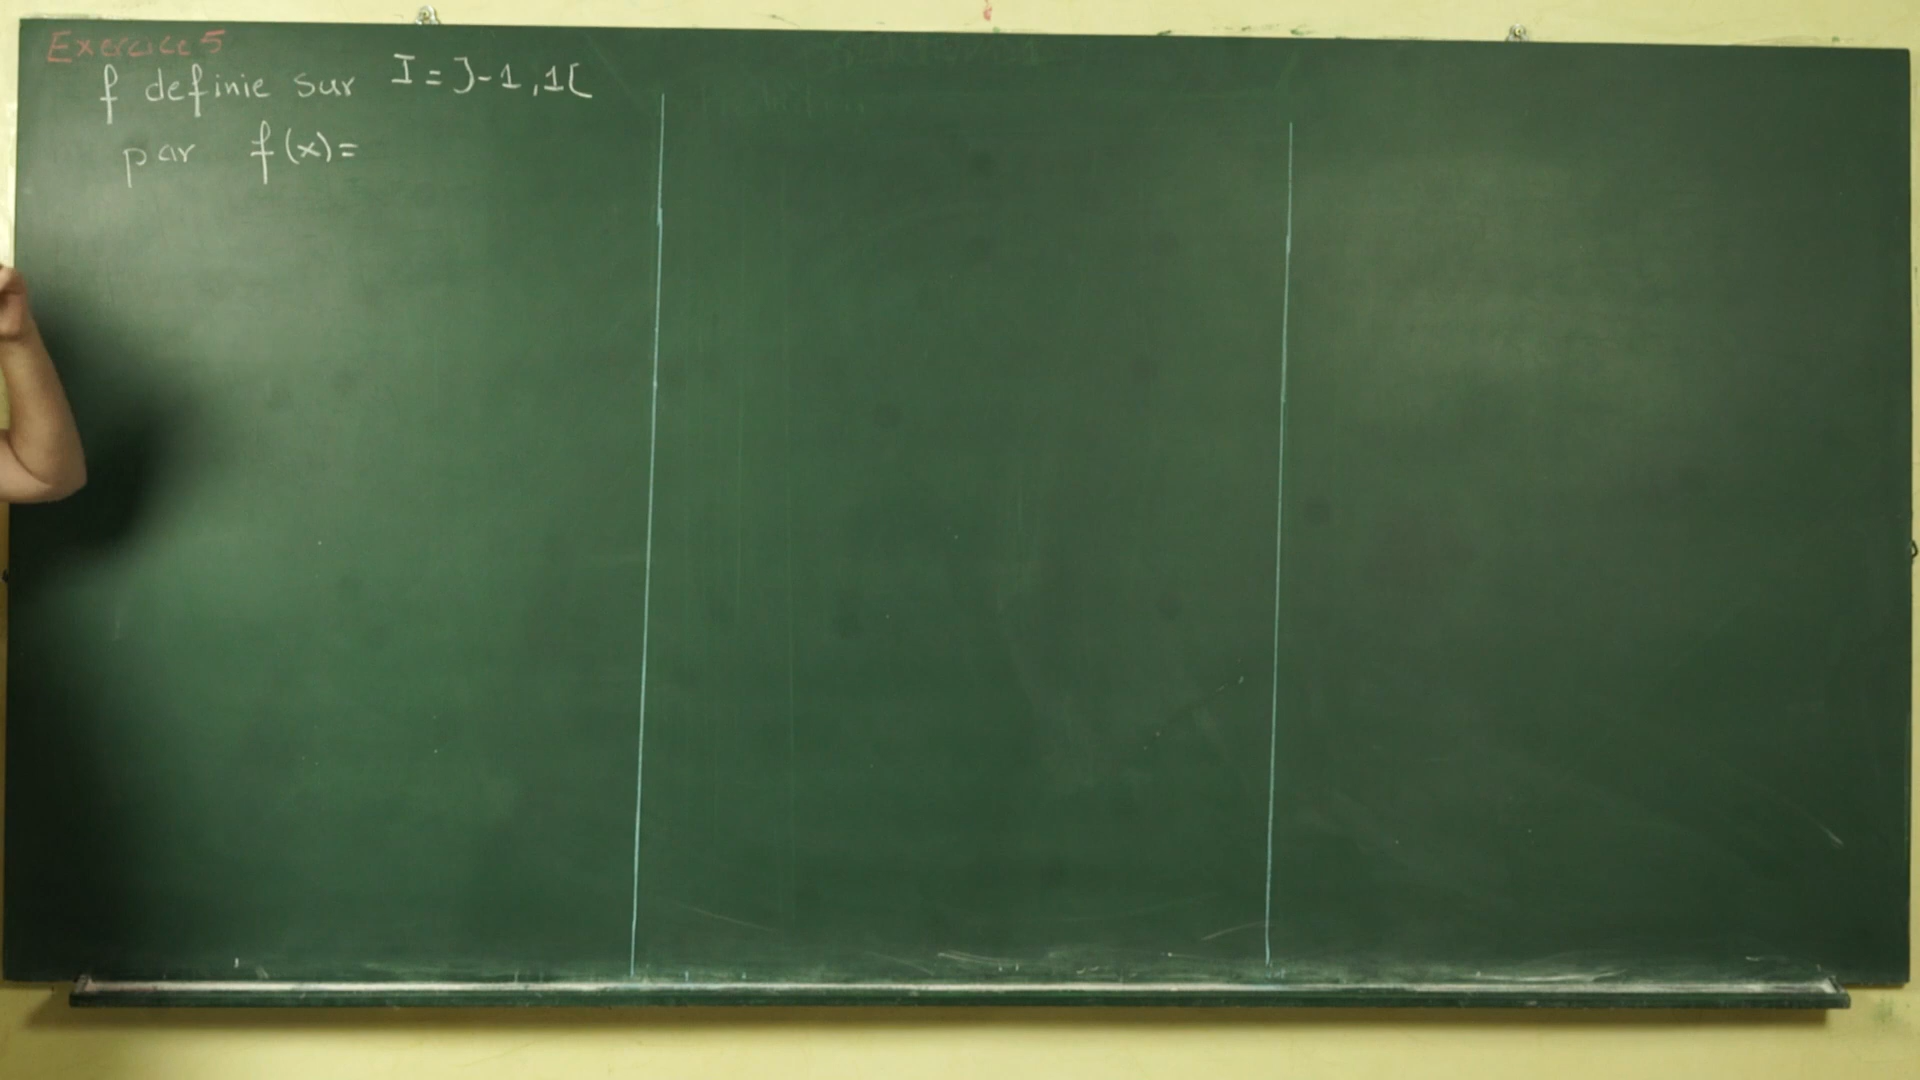 Exercice 5
f definie sur I = ]-1,1[
par f(x)=